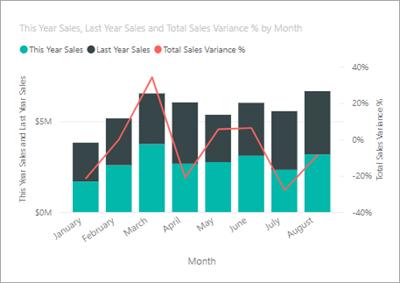 This Year Sales, Last Year Sales and Total Sales Variance % by Month
This Year Sales Last Year Sales Total Sales Variance %
This Year Sales and Last Year Sales
$5M
$0M
40%
20%
0%
-20%
-40%
Total Sales Variance %
January
February
March
April
May
June
July
August
Month